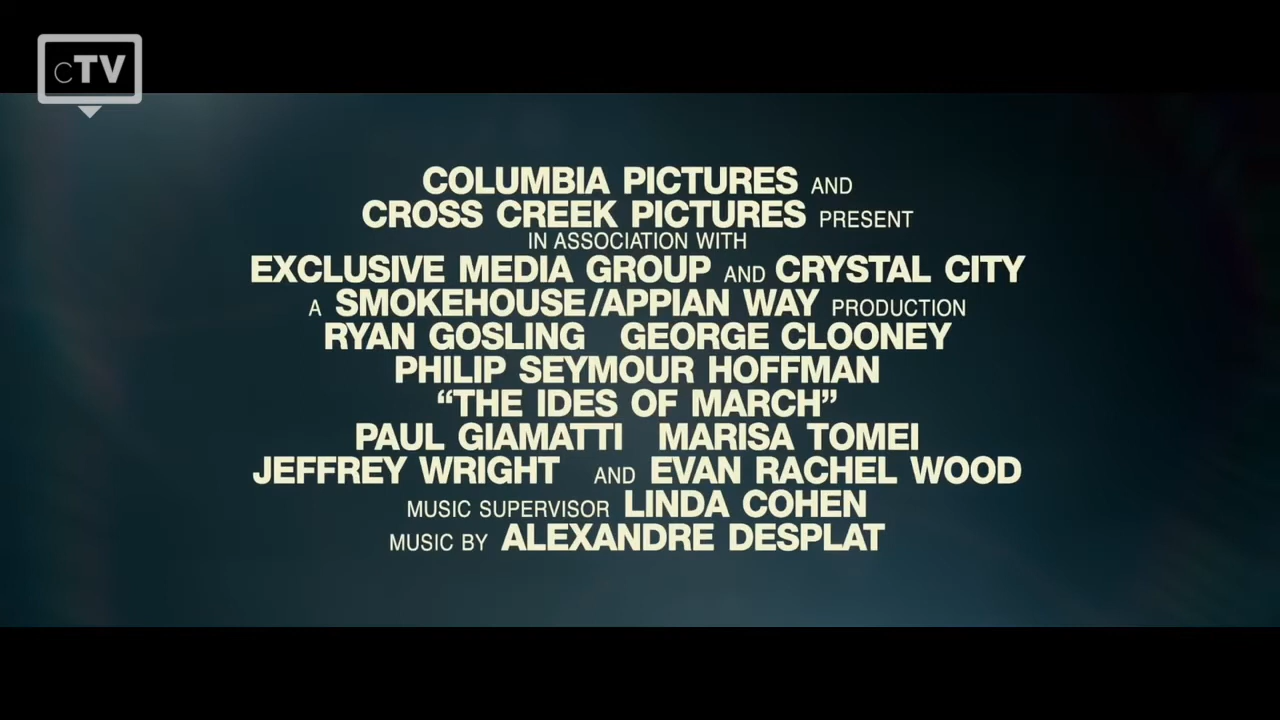 cTV
COLUMBIA PICTURES AND
CROSS CREEK PICTURES PRESENT
IN ASSOCIATION WITH
EXCLUSIVE MEDIA GROUP AND CRYSTAL CITY
A SMOKEHOUSE/APPIAN WAY PRODUCTION
RYAN GOSLING GEORGE CLOONEY
PHILIP SEYMOUR HOFFMAN
“THE IDES OF MARCH”
PAUL GIAMATTI MARISA TOMEI
JEFFREY WRIGHT AND EVAN RACHEL WOOD
MUSIC SUPERVISOR LINDA COHEN
MUSIC BY ALEXANDRE DESPLAT